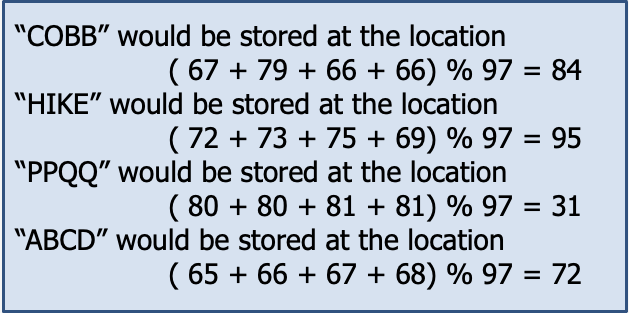 “COBB” would be stored at the location
( 67 + 79 + 66 + 66) % 97 = 84
“HIKE” would be stored at the location
( 72 + 73 + 75 + 69) % 97 = 95
“PPQQ” would be stored at the location
( 80 + 80 + 81 + 81) % 97 = 31
“ABCD” would be stored at the location
( 65 + 66 + 67 + 68) % 97 = 72